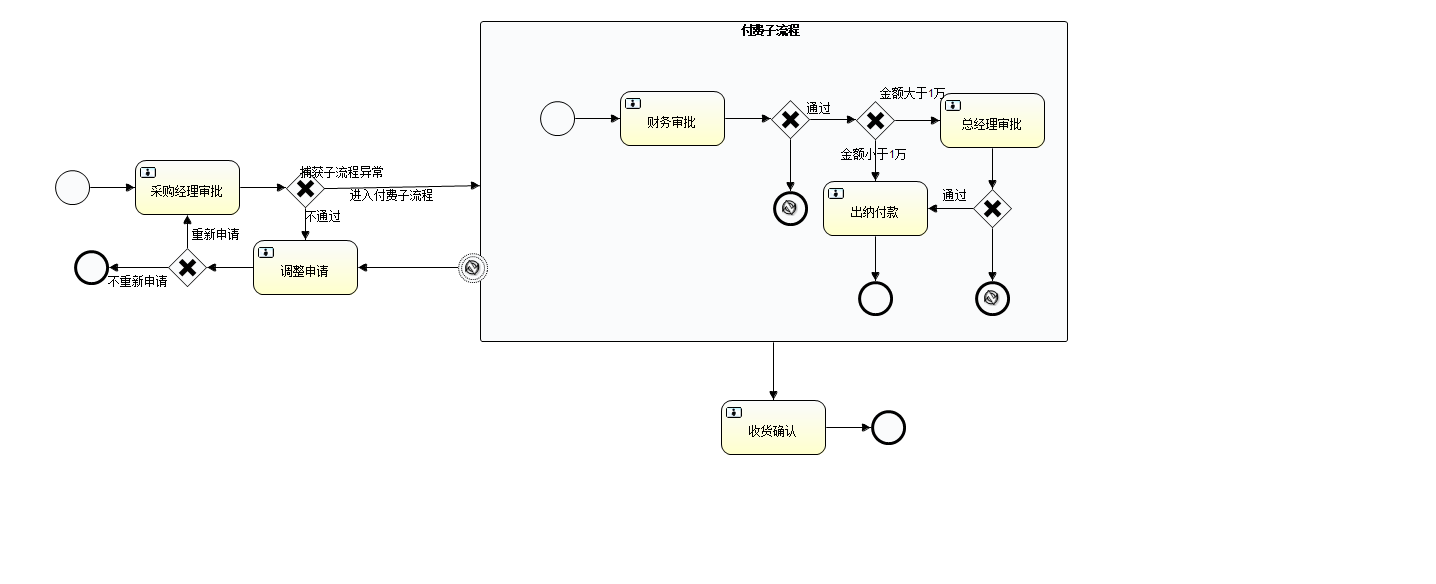 付费子流程
金额大于1万
通过
财务审批
总经理审批
金额小于1万
捕获子流程异常
采购经理审批
进入付费子流程
通过
出纳付款
不通过
重新申请
调整申请
不重新申请
收货确认